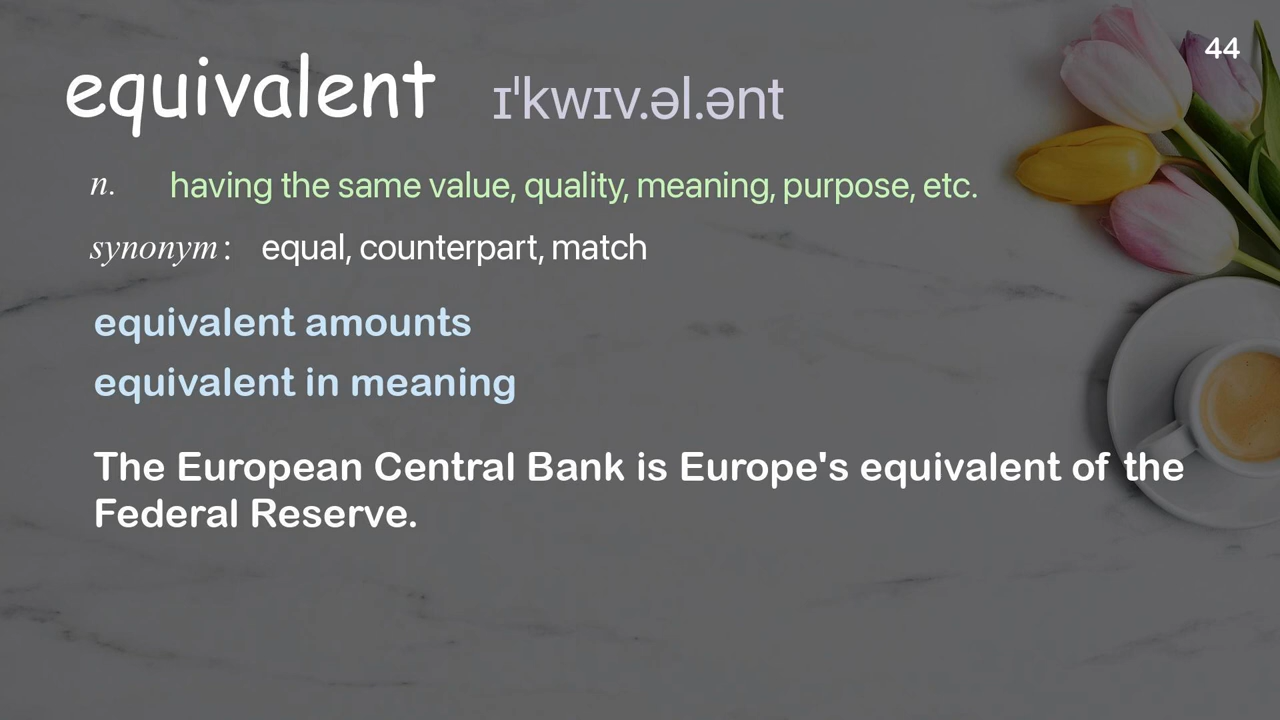 44
equivalent ɪˈkwɪv.əl.ənt
n. having the same value, quality, meaning, purpose, etc.
synonym: equal, counterpart, match
equivalent amounts
equivalent in meaning
The European Central Bank is Europe's equivalent of the
Federal Reserve.